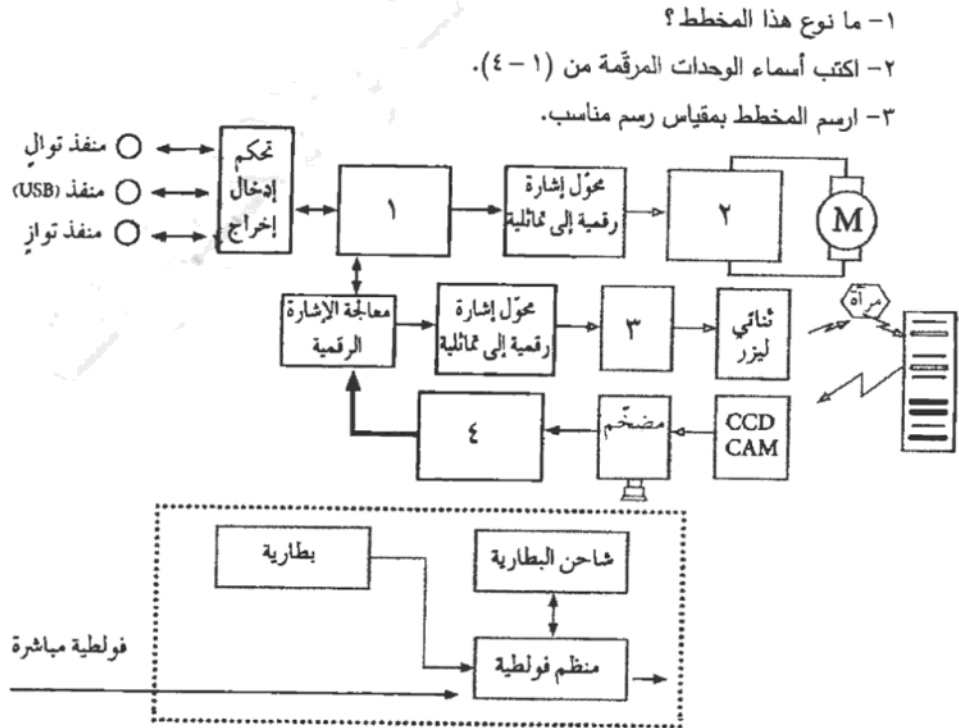 ١- ما نوع هذا المخطط؟
٢- اكتب أسماء الوحدات المرقّمة من (١ – ٤).
٣- ارسم المخطط بمقياس رسم مناسب.
منفذ توالٍ
منفذ (USB)
منفذ توازٍ
تحكم
إدخال
إخراج
١
محوّل إشارة
رقمية إلى تماثلية
٢
M
معالجة الإشارة
الرقمية
محوّل إشارة
رقمية إلى تماثلية
٣
ثنائي
ليزر
مرآة
٤
مضخّم
CCD
CAM
بطارية
شاحن البطارية
فولطية مباشرة
منظم فولطية